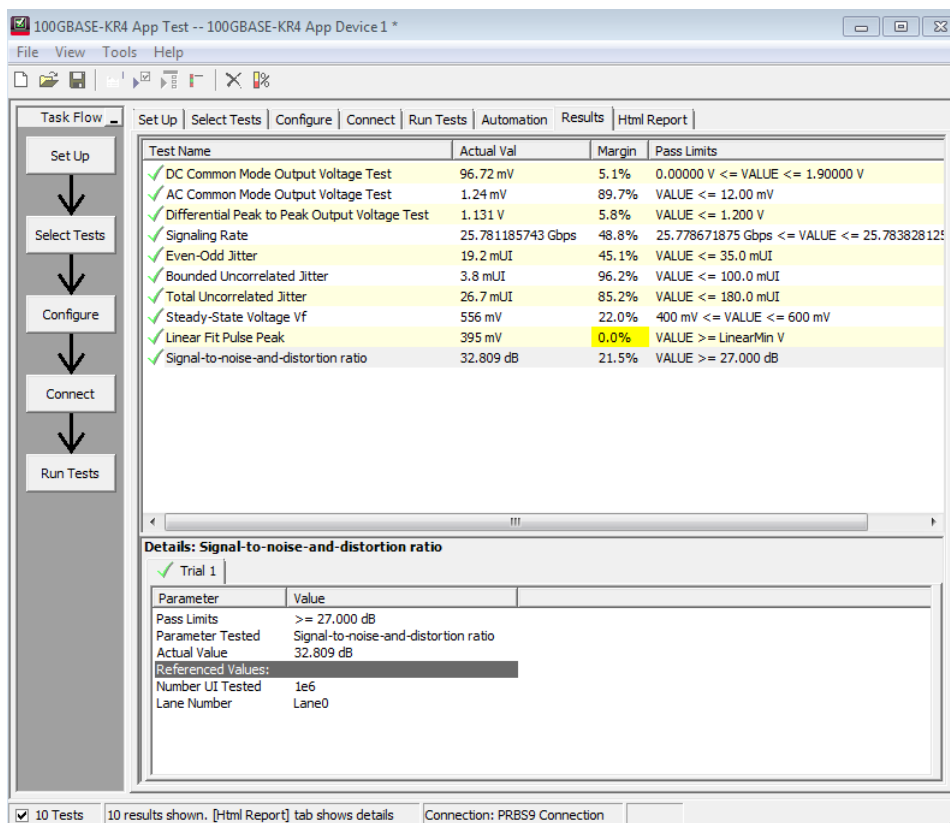 100GBASE-KR4 App Test -- 100GBASE-KR4 App Device 1 *
File View Tools Help
Task Flow
Set Up
Select Tests
Configure
Connect
Run Tests
Set Up Select Tests Configure Connect Run Tests Automation Results Html Report
Test Name Actual Val Margin Pass Limits
DC Common Mode Output Voltage Test 96.72 mV 5.1% 0.00000 V <= VALUE <= 1.90000 V
AC Common Mode Output Voltage Test 1.24 mV 89.7% VALUE <= 12.00 mV
Differential Peak to Peak Output Voltage Test 1.131 V 5.8% VALUE <= 1.200 V
Signaling Rate 25.781185743 Gbps 48.8% 25.778671875 Gbps <= VALUE <= 25.783828125
Even-Odd Jitter 19.2 mUI 45.1% VALUE <= 35.0 mUI
Bounded Uncorrelated Jitter 3.8 mUI 96.2% VALUE <= 100.0 mUI
Total Uncorrelated Jitter 26.7 mUI 85.2% VALUE <= 180.0 mUI
Steady-State Voltage Vf 556 mV 22.0% 400 mV <= VALUE <= 600 mV
Linear Fit Pulse Peak 395 mV 0.0% VALUE >= LinearMin V
Signal-to-noise-and-distortion ratio 32.809 dB 21.5% VALUE >= 27.000 dB
Details: Signal-to-noise-and-distortion ratio
Trial 1
Parameter Value
Pass Limits >= 27.000 dB
Parameter Tested Signal-to-noise-and-distortion ratio
Actual Value 32.809 dB
Referenced Values:
Number UI Tested 1e6
Lane Number Lane0
10 Tests 10 results shown. [Html Report] tab shows details Connection: PRBS9 Connection